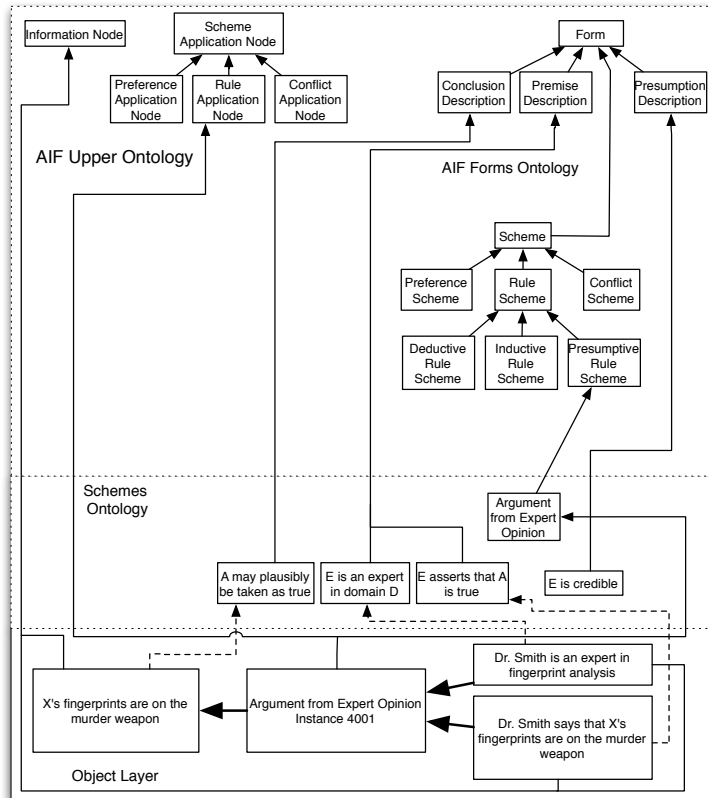 Information Node
Scheme
Application Node
Form
Preference
Application
Node
Rule
Application
Node
Conflict
Application
Node
Conclusion
Description
Premise
Description
Presumption
Description
AIF Upper Ontology
AIF Forms Ontology
Scheme
Preference
Scheme
Rule
Scheme
Conflict
Scheme
Deductive
Rule
Scheme
Inductive
Rule
Scheme
Presumptive
Rule
Scheme
Schemes
Ontology
Argument
from Expert
Opinion
A may plausibly
be taken as true
E is an expert
in domain D
E asserts that A
is true
E is credible
X's fingerprints are on the
murder weapon
Argument from Expert Opinion
Instance 4001
Dr. Smith is an expert in
fingerprint analysis
Dr. Smith says that X's
fingerprints are on the murder
weapon
Object Layer